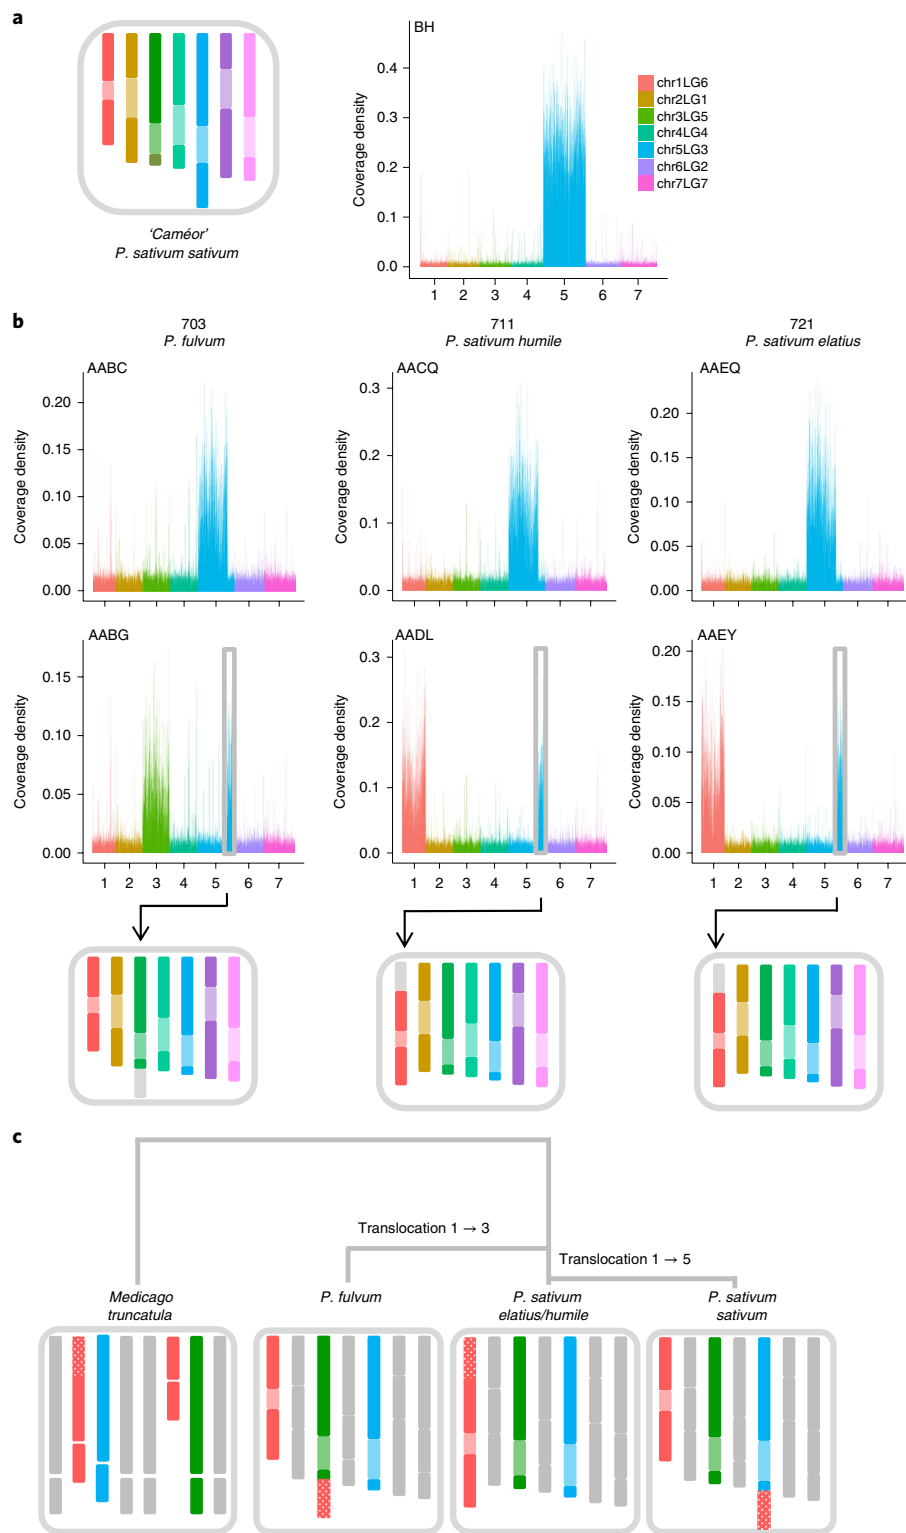 a
‘Caméor’
P. sativum sativum
BH
Coverage density
0.4
0.3
0.2
0.1
0.0
1 2 3 4 5 6 7
chr1LG6
chr2LG1
chr3LG5
chr4LG4
chr5LG3
chr6LG2
chr7LG7
b
703
P. fulvum
711
P. sativum humile
721
P. sativum elatius
AABC
Coverage density
0.20
0.15
0.10
0.05
0.00
AACQ
Coverage density
0.3
0.2
0.1
0.0
AAEQ
Coverage density
0.20
0.15
0.10
0.05
0.00
AABG
Coverage density
0.15
0.10
0.05
0.00
1 2 3 4 5 6 7
AADL
Coverage density
0.3
0.2
0.1
0.0
1 2 3 4 5 6 7
AAEY
Coverage density
0.20
0.15
0.10
0.05
0.00
1 2 3 4 5 6 7
c
Translocation 1 → 3
Translocation 1 → 5
Medicago
truncatula
P. fulvum
P. sativum
elatius/humile
P. sativum
sativum